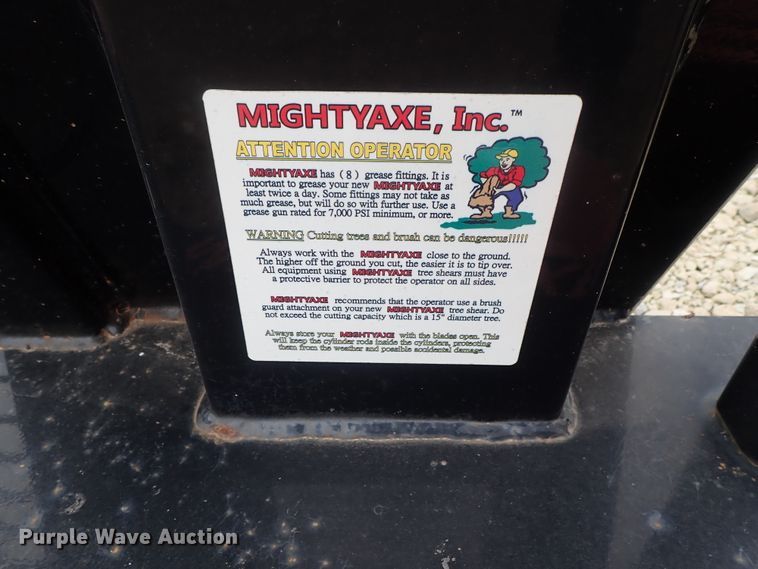 MIGHTYAXE, Inc.™
ATTENTION OPERATOR
MIGHTYAXE has ( 8 ) grease fittings. It is
important to grease your new MIGHTYAXE at
least twice a day. Some fittings may not take as
much grease, but will do so with further use. Use a
grease gun rated for 7,000 PSI minimum, or more.
WARNING Cutting trees and brush can be dangerous!!!!!
Always work with the MIGHTYAXE close to the ground.
The higher off the ground you cut, the easier it is to tip over.
All equipment using MIGHTYAXE tree shears must have
a protective barrier to protect the operator on all sides.
MIGHTYAXE recommends that the operator use a brush
guard attachment on your new MIGHTYAXE tree shear. Do
not exceed the cutting capacity which is a 15" diameter tree.
Always store your MIGHTYAXE with the blades open. This
will keep the cylinder rods inside the cylinders, protecting
them from the weather and possible accidental damage.
Purple Wave Auction